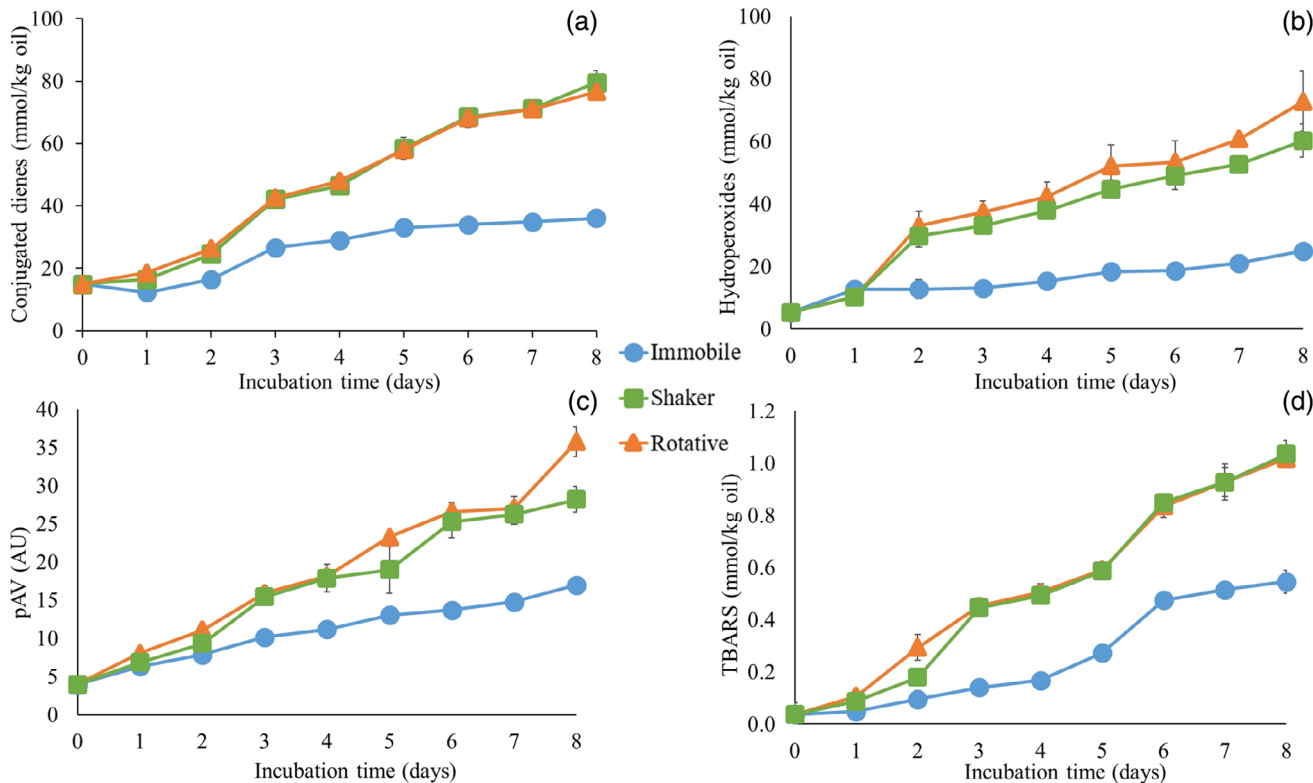 (a)
Conjugated dienes (mmol/kg oil)
100
80
60
40
20
0
0 1 2 3 4 5 6 7 8
Incubation time (days)
(b)
Hydroperoxides (mmol/kg oil)
100
80
60
40
20
0
0 1 2 3 4 5 6 7 8
Incubation time (days)
Immobile
Shaker
Rotative
(c)
pAV (AU)
40
35
30
25
20
15
10
5
0
0 1 2 3 4 5 6 7 8
Incubation time (days)
(d)
TBARS (mmol/kg oil)
1.2
1.0
0.8
0.6
0.4
0.2
0.0
0 1 2 3 4 5 6 7 8
Incubation time (days)